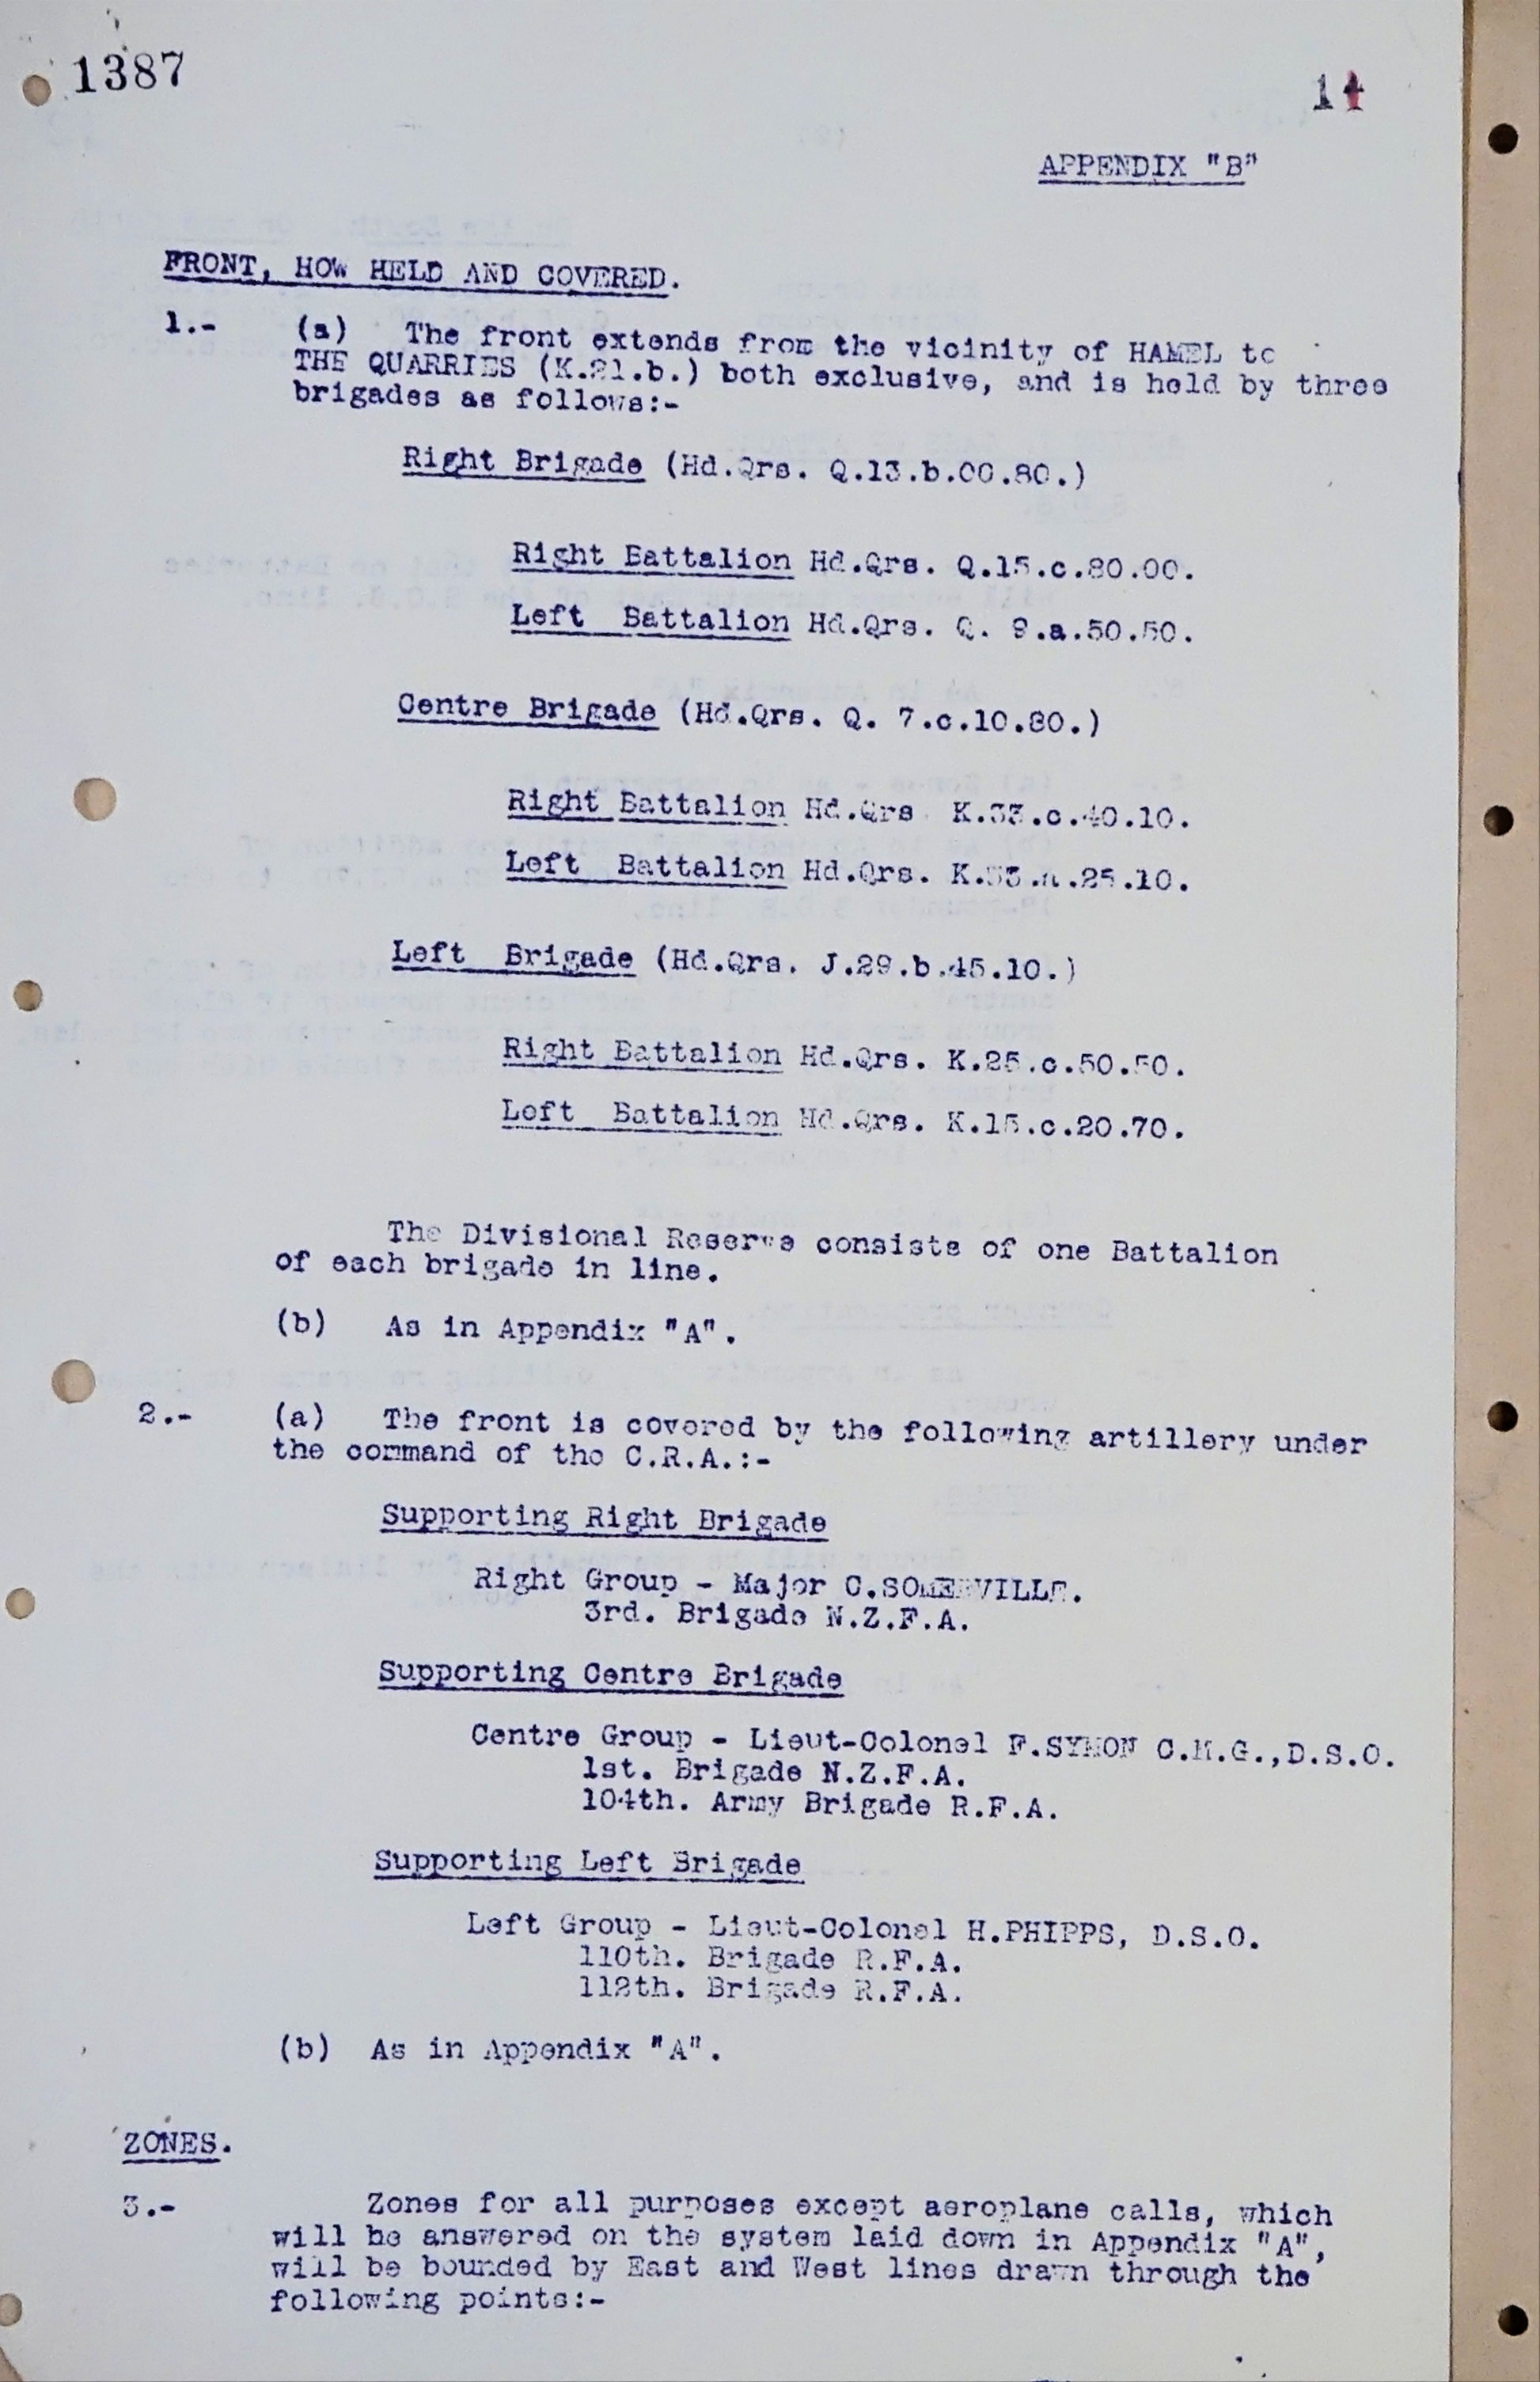 1387
14
APPENDIX "B"
FRONT, HOW HELD AND COVERED.
1.- (a) The front extends from the vicinity of HAMEL to
THE QUARRIES (K.21.b.) both exclusive, and is held by three
brigades as follows:-
Right Brigade (Hd.Qrs. Q.13.b.00.80.)
Right Battalion Hd.Qrs. Q.15.c.80.00.
Left Battalion Hd.Qrs. Q. 9.a.50.50.
Centre Brigade (Hd.Qrs. Q. 7.c.10.80.)
Right Battalion Hd.Qrs. K.33.c.40.10.
Left Battalion Hd.Qrs. K.33.a.25.10.
Left Brigade (Hd.Qrs. J.29.b.45.10.)
Right Battalion Hd.Qrs. K.25.c.50.50.
Left Battalion Hd.Qrs. K.15.c.20.70.
The Divisional Reserve consists of one Battalion
of each brigade in line.
(b) As in Appendix "A".
2.- (a) The front is covered by the following artillery under
the command of the C.R.A.:-
Supporting Right Brigade
Right Group - Major C.SOMERVILLE.
3rd. Brigade N.Z.F.A.
Supporting Centre Brigade
Centre Group - Lieut-Colonel F.SYMON C.M.G.,D.S.O.
1st. Brigade N.Z.F.A.
104th. Army Brigade R.F.A.
Supporting Left Brigade
Left Group - Lieut-Colonel H.PHIPPS, D.S.O.
110th. Brigade R.F.A.
112th. Brigade R.F.A.
(b) As in Appendix "A".
ZONES.
3.- Zones for all purposes except aeroplane calls, which
will be answered on the system laid down in Appendix "A",
will be bounded by East and West lines drawn through the
following points:-